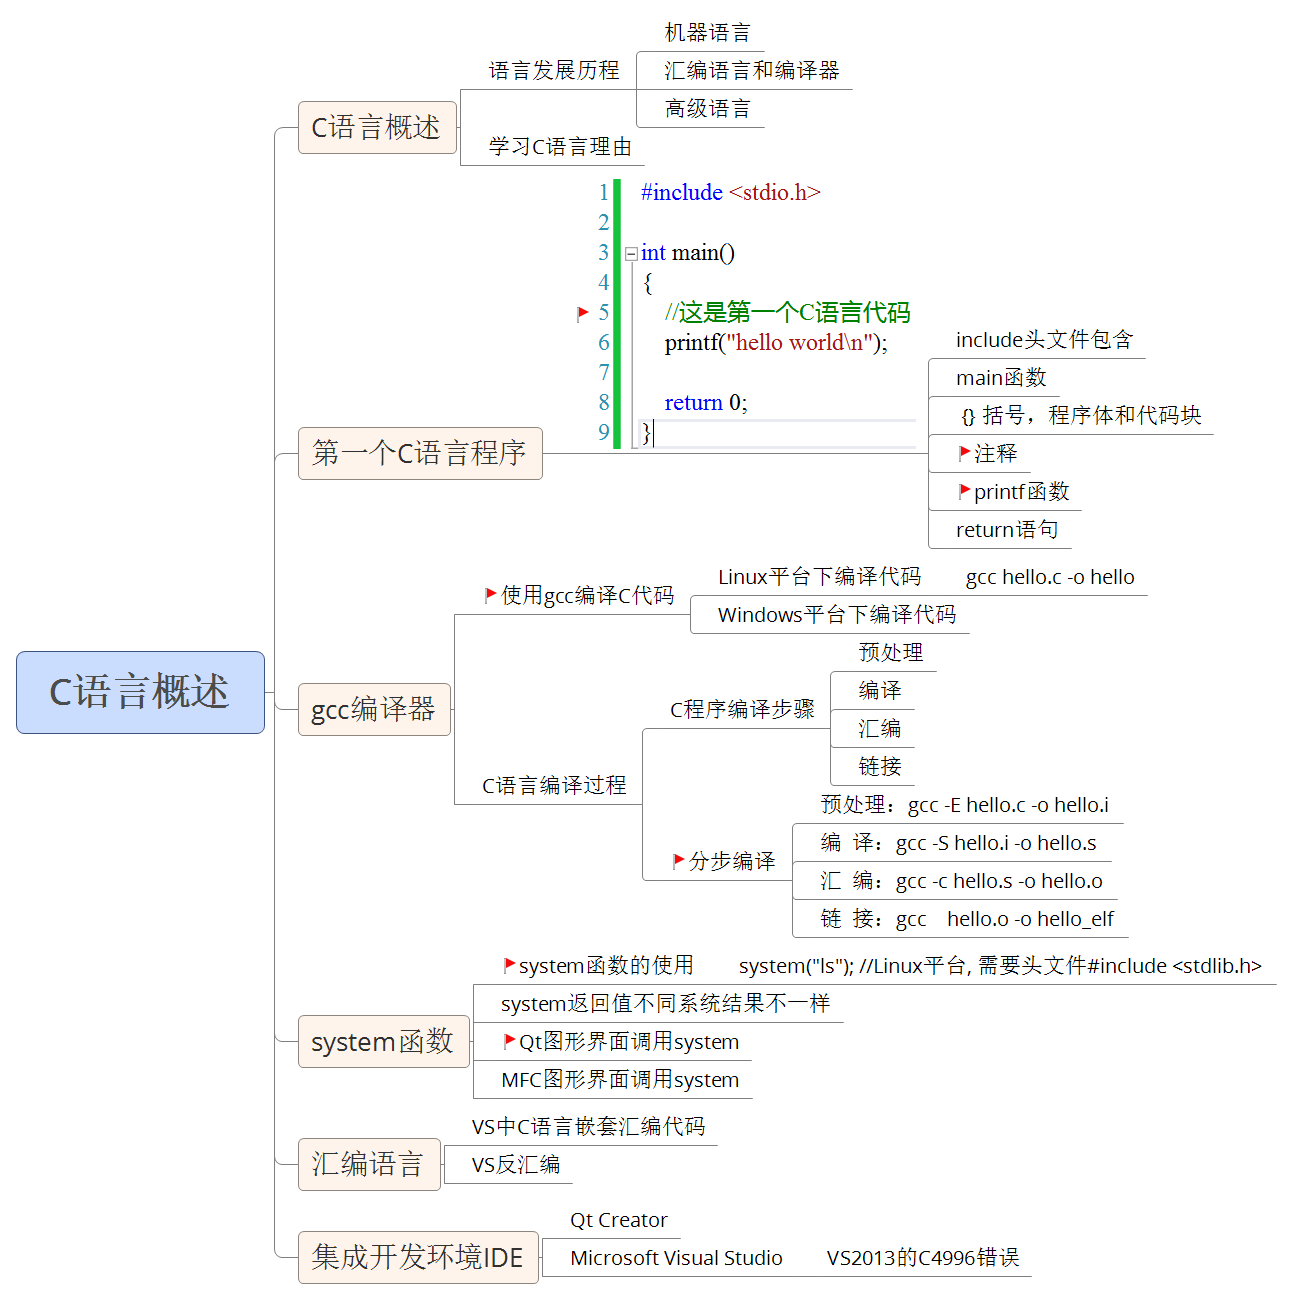 C语言概述
C语言概述
语言发展历程
机器语言
汇编语言和编译器
高级语言
学习C语言理由
第一个C语言程序
1 #include <stdio.h>
2
3 int main()
4 {
5 //这是第一个C语言代码
6 printf("hello world\n");
7
8 return 0;
9 }
include头文件包含
main函数
{} 括号，程序体和代码块
注释
printf函数
return语句
gcc编译器
使用gcc编译C代码
Linux平台下编译代码 gcc hello.c -o hello
Windows平台下编译代码
C语言编译过程
C程序编译步骤
预处理
编译
汇编
链接
分步编译
预处理：gcc -E hello.c -o hello.i
编 译：gcc -S hello.i -o hello.s
汇 编：gcc -c hello.s -o hello.o
链 接：gcc hello.o -o hello_elf
system函数
system函数的使用 system("ls"); //Linux平台, 需要头文件#include <stdlib.h>
system返回值不同系统结果不一样
Qt图形界面调用system
MFC图形界面调用system
汇编语言
VS中C语言嵌套汇编代码
VS反汇编
集成开发环境IDE
Qt Creator
Microsoft Visual Studio VS2013的C4996错误